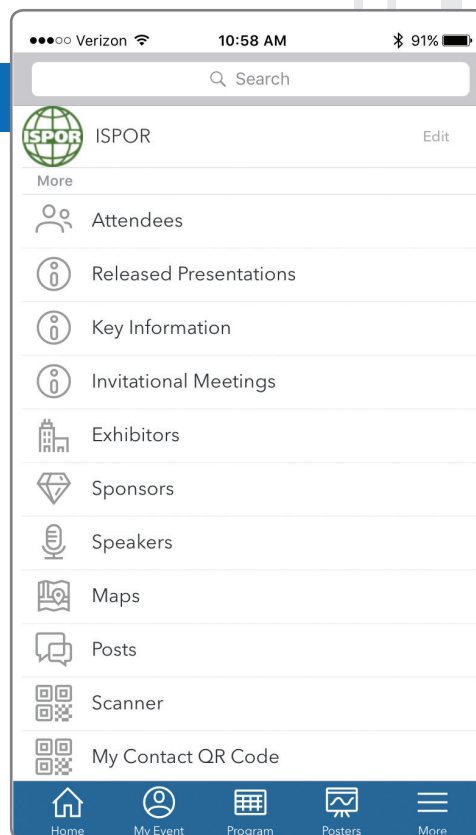 Verizon 10:58 AM 91%
Search
ISPOR ISPOR Edit
More
Attendees
Released Presentations
Key Information
Invitational Meetings
Exhibitors
Sponsors
Speakers
Maps
Posts
Scanner
My Contact QR Code
Home My Event Program Posters More